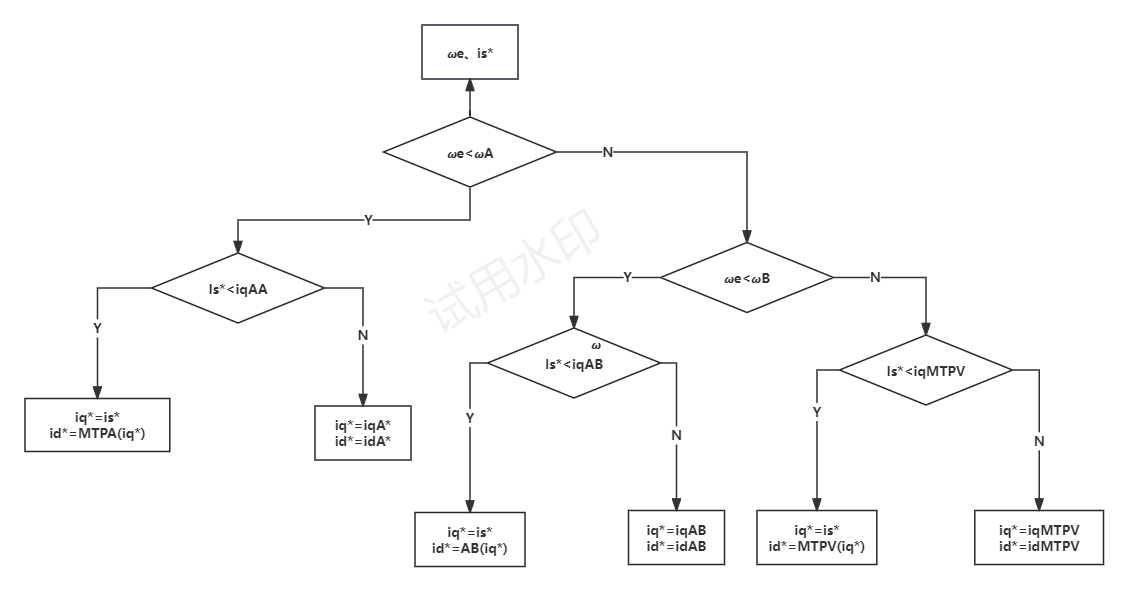 ωe、is*
ωe<ωA
N
Y
试用水印
Is*<iqAA
ωe<ωB
Y
N
Y
N
ω
Is*<iqAB
Is*<iqMTPV
iq*=is*
id*=MTPA(iq*)
iq*=iqA*
id*=idA*
Y
N
Y
N
iq*=is*
id*=AB(iq*)
iq*=iqAB
id*=idAB
iq*=is*
id*=MTPV(iq*)
iq*=iqMTPV
id*=idMTPV